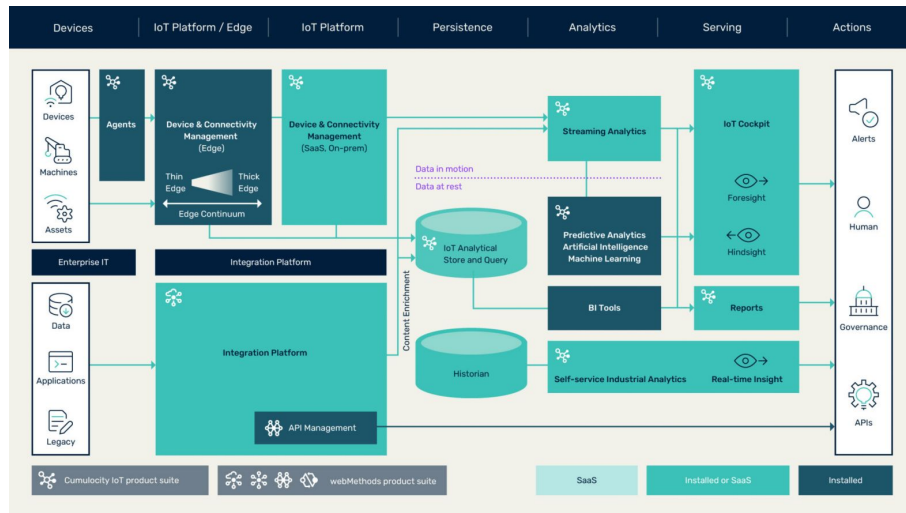 Devices
IoT Platform / Edge
IoT Platform
Persistence
Analytics
Serving
Actions
Devices
Machines
Assets
Agents
Device & Connectivity
Management
(Edge)
Thin
Edge
Thick
Edge
Edge Continuum
Device & Connectivity
Management
(SaaS, On-prem)
Streaming Analytics
Data in motion
Data at rest
IoT Analytical
Store and Query
Predictive Analytics
Artificial Intelligence
Machine Learning
IoT Cockpit
Foresight
Hindsight
Alerts
Human
Enterprise IT
Integration Platform
Data
Applications
Legacy
Integration Platform
API Management
Content Enrichment
Historian
BI Tools
Reports
Self-service Industrial Analytics
Real-time Insight
Governance
APIs
Cumulocity IoT product suite
webMethods product suite
SaaS
Installed or SaaS
Installed